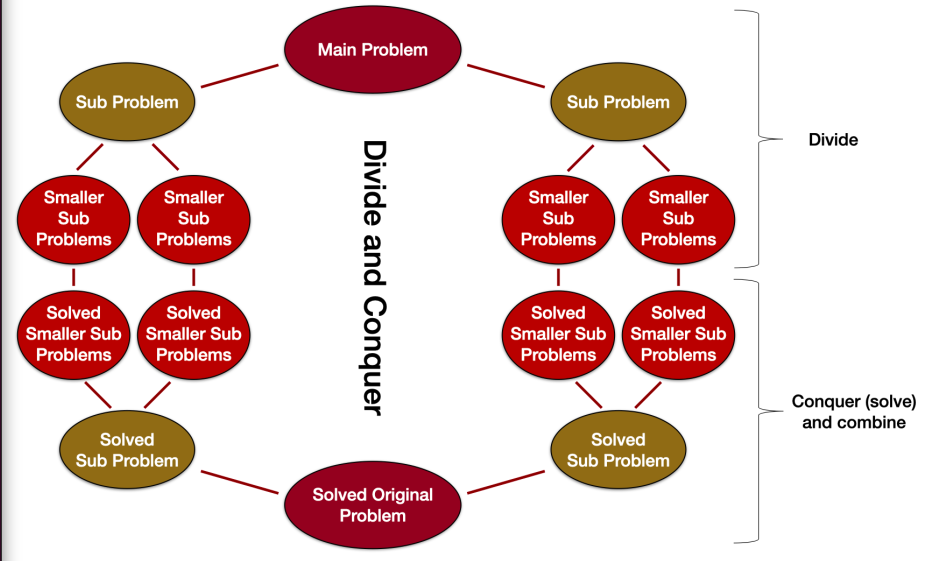 Main Problem
Sub Problem
Sub Problem
Divide
Smaller
Sub
Problems
Smaller
Sub
Problems
Smaller
Sub
Problems
Smaller
Sub
Problems
Divide and Conquer
Solved
Smaller Sub
Problems
Solved
Smaller Sub
Problems
Solved
Smaller Sub
Problems
Solved
Smaller Sub
Problems
Conquer (solve)
and combine
Solved
Sub Problem
Solved
Sub Problem
Solved Original
Problem